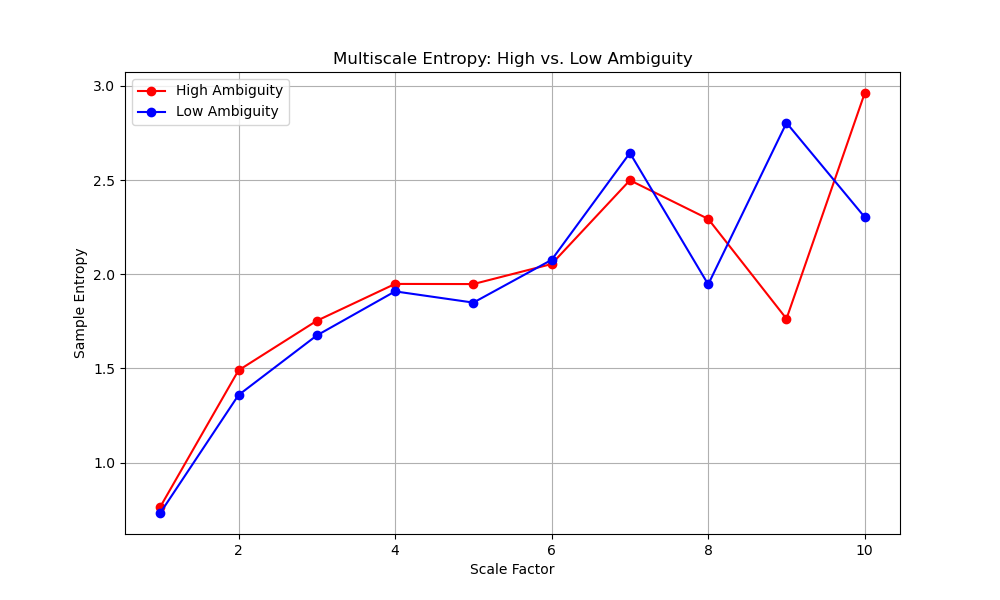 Multiscale Entropy: High vs. Low Ambiguity
High Ambiguity
Low Ambiguity
3.0
2.5
2.0
1.5
1.0
Sample Entropy
2 4 6 8 10
Scale Factor